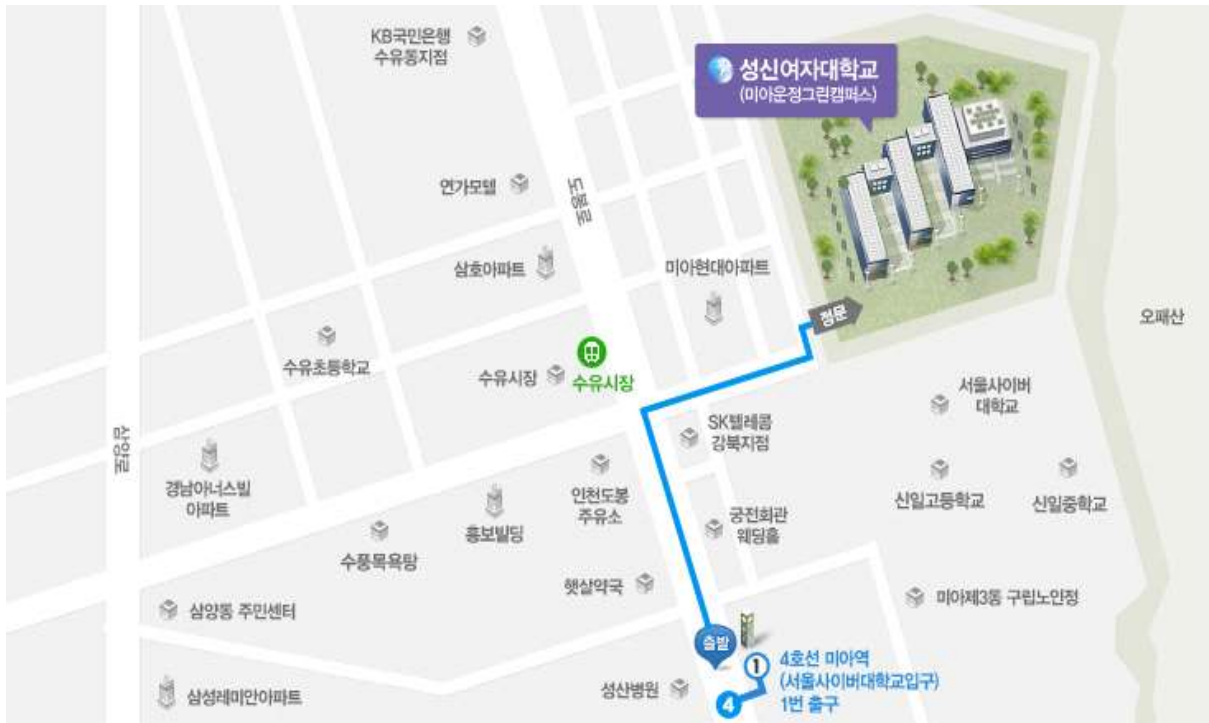 KB국민은행
수유동지점
성신여자대학교
(미아운정그린캠퍼스)
연가모텔
도봉로
삼호아파트
미아현대아파트
정문
오패산
수유초등학교
수유시장
수유시장
서울사이버
대학교
SK텔레콤
강북지점
삼양로
경남아너스빌
아파트
인천도봉
주유소
신일고등학교
신일중학교
흥보빌딩
궁전회관
웨딩홀
수풍목욕탕
햇살약국
미아제3동 구립노인정
삼양동 주민센터
출발
1
4호선 미아역
(서울사이버대학교입구)
1번 출구
4
성산병원
삼성레미안아파트